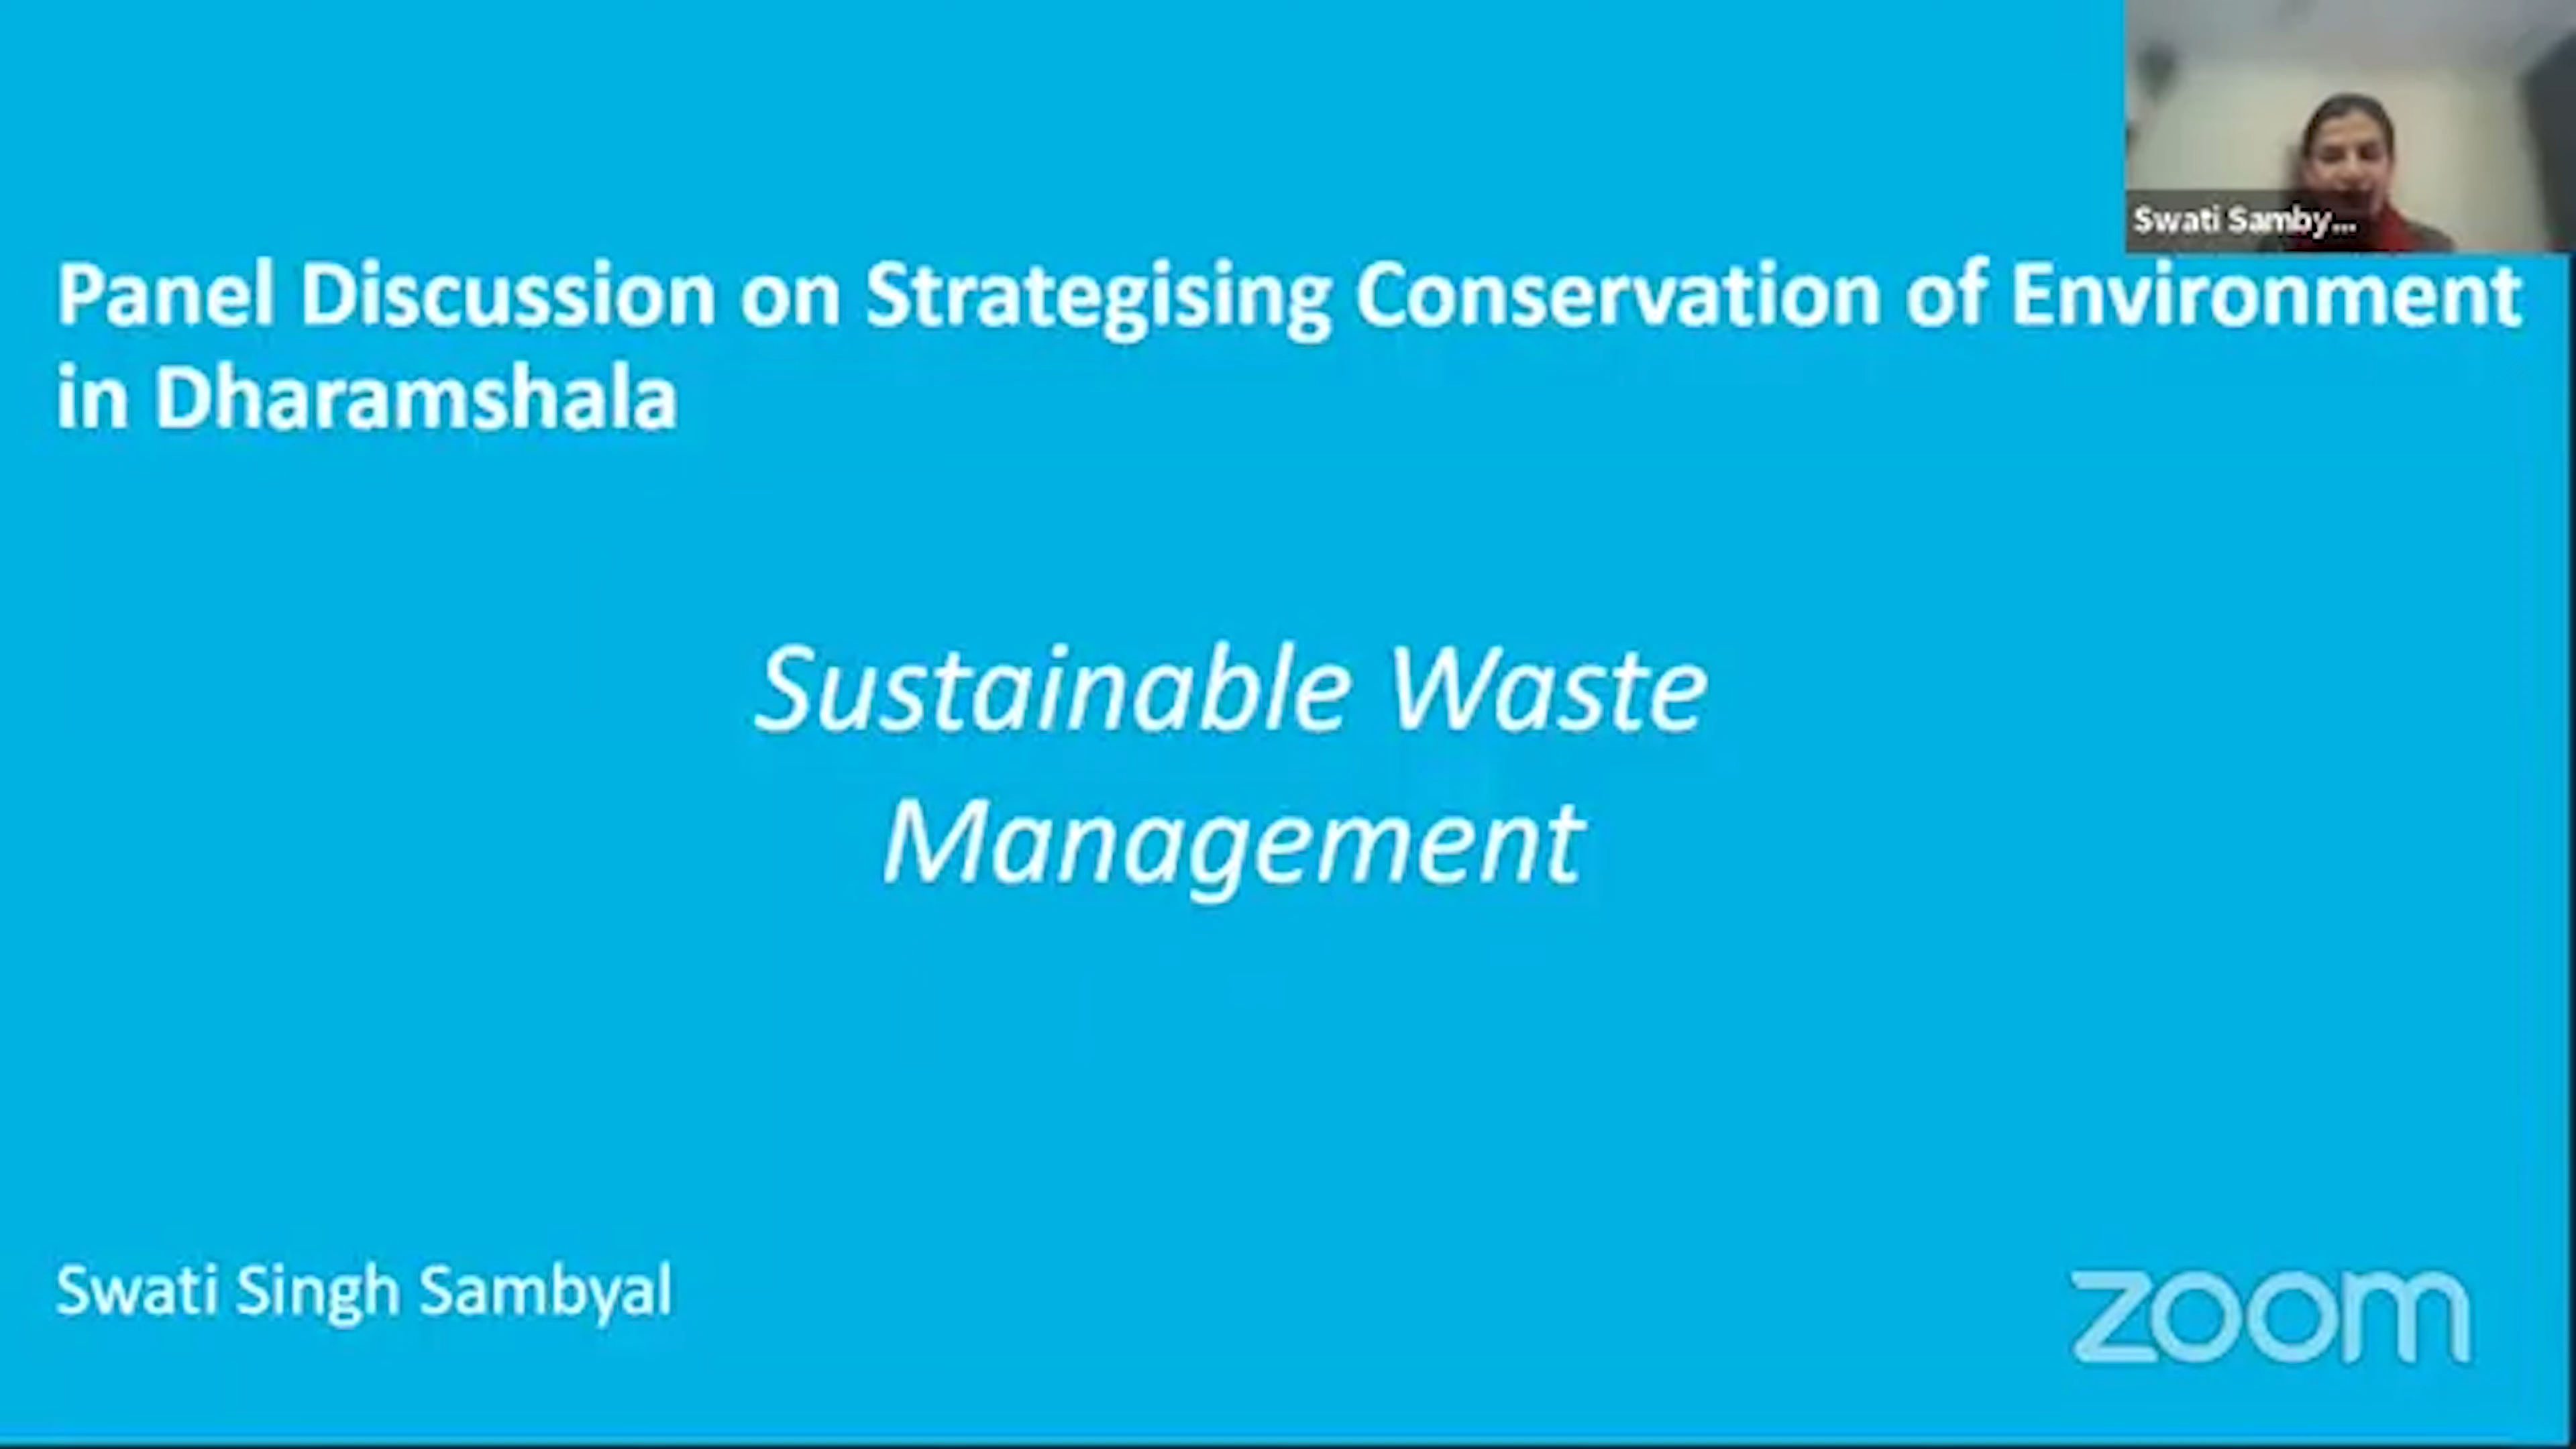 Swati Samby...
Panel Discussion on Strategising Conservation of Environment
in Dharamshala
Sustainable Waste
Management
Swati Singh Sambyal
zoom